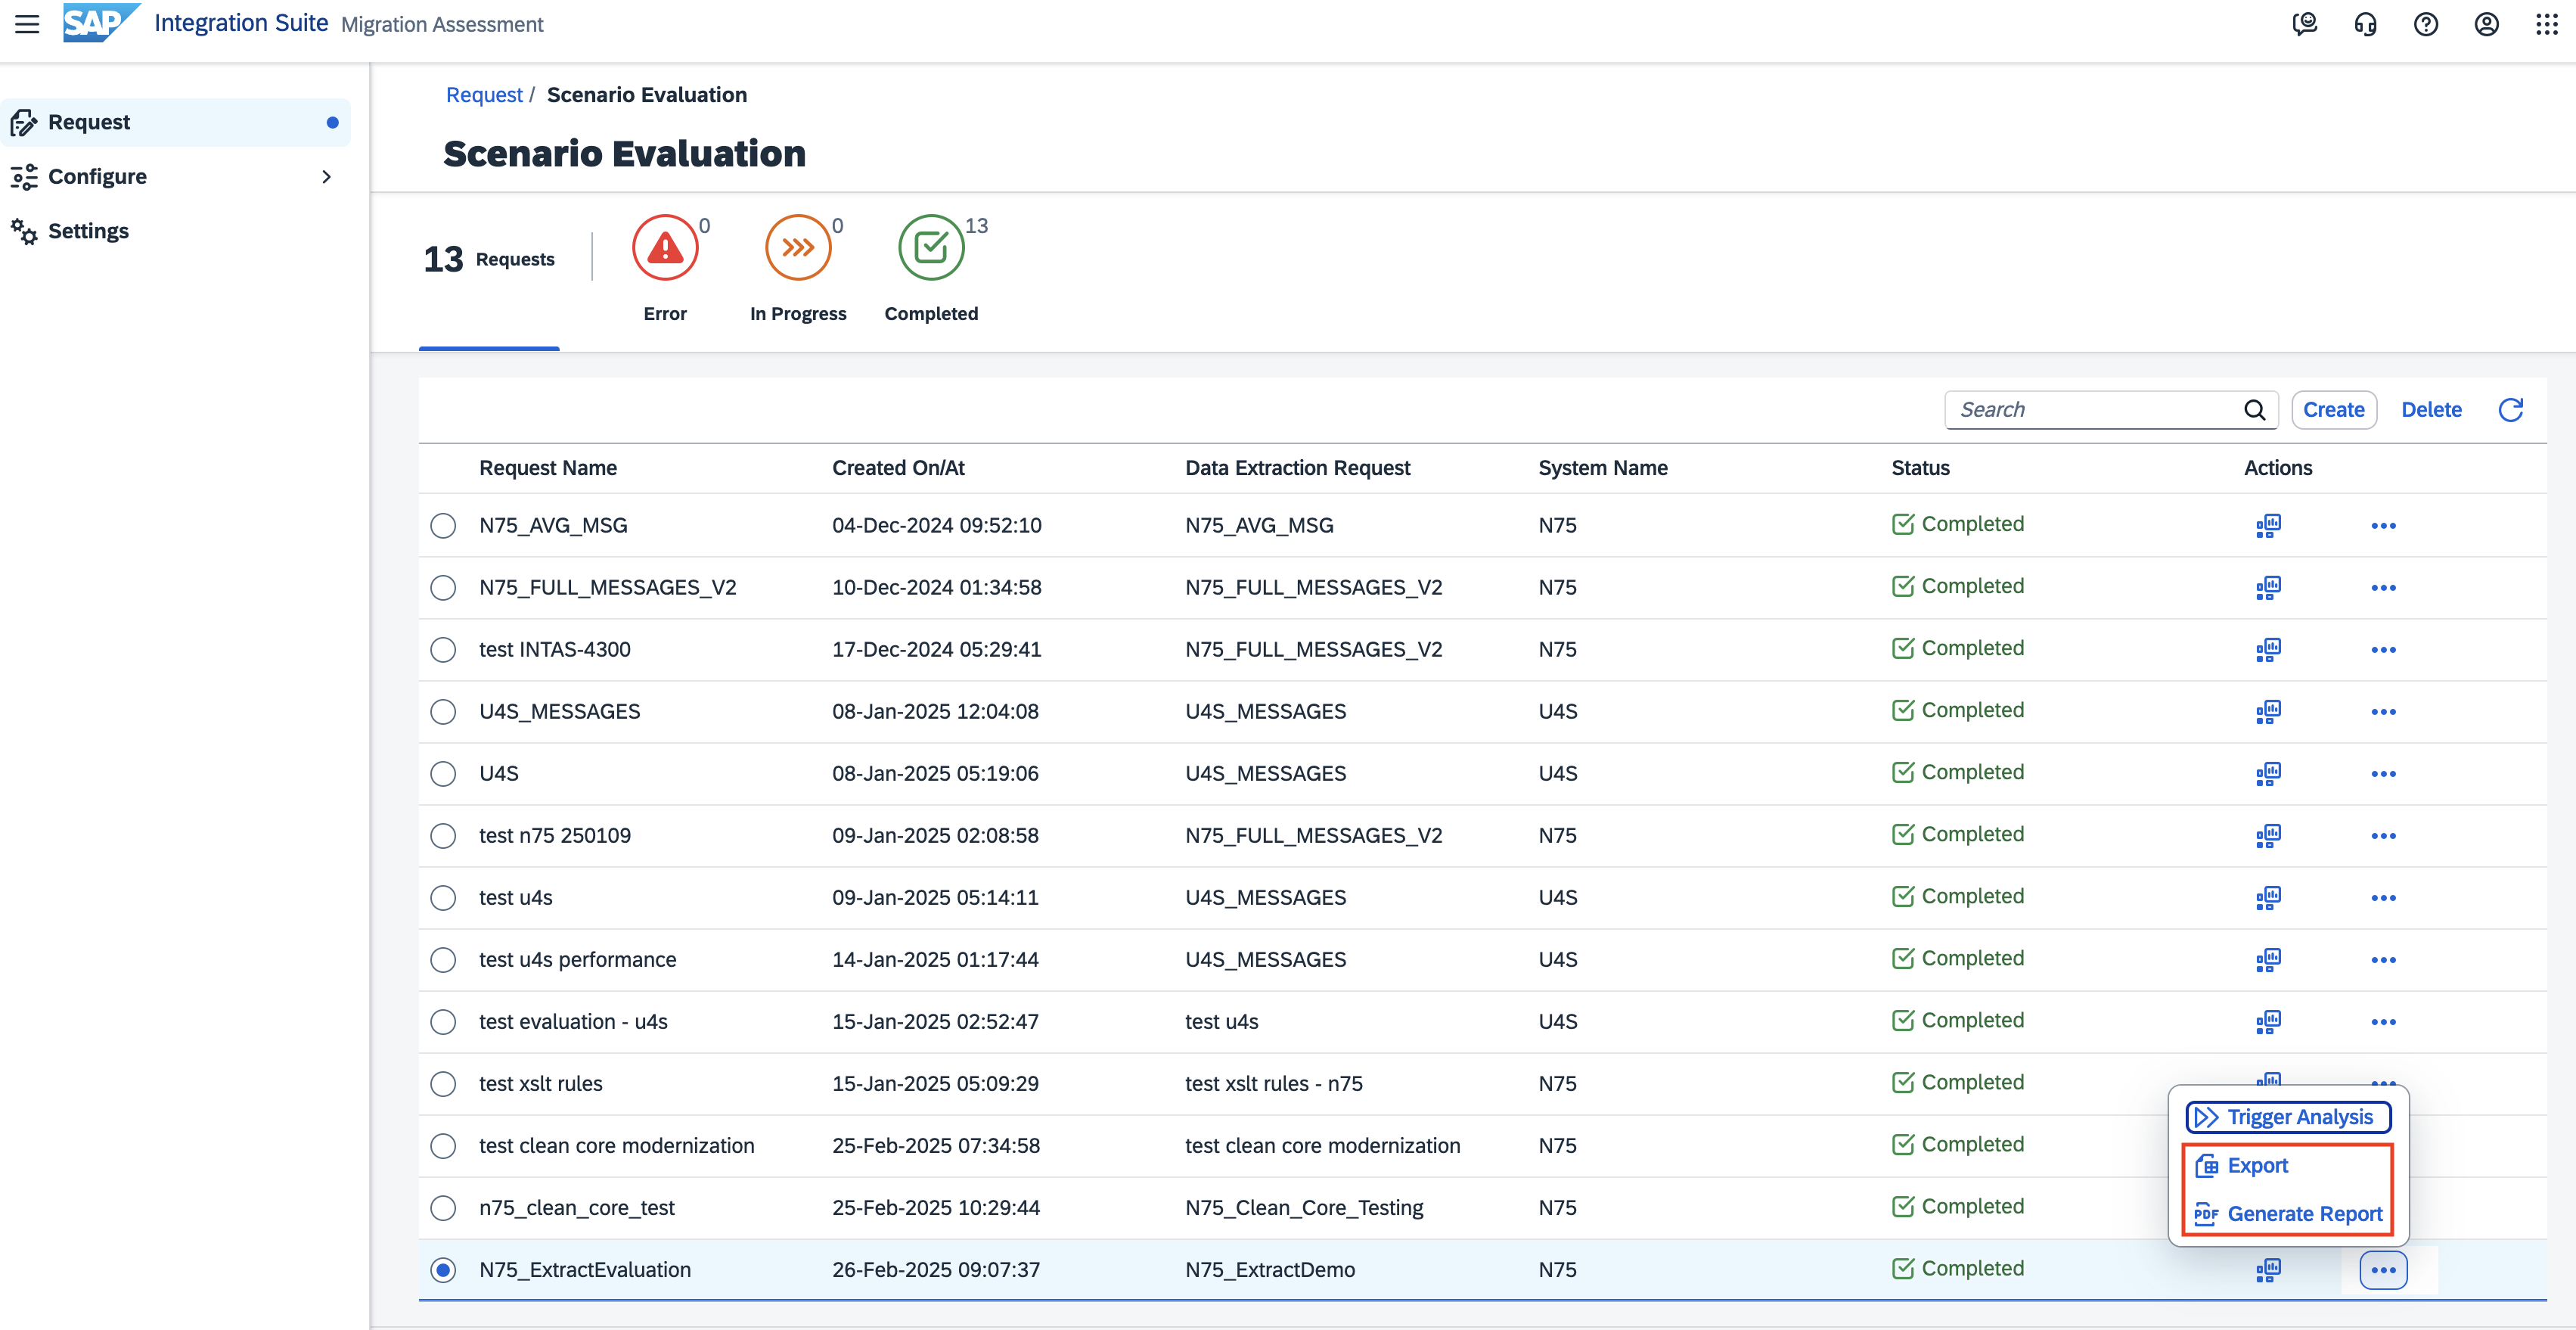 SAP Integration Suite Migration Assessment
Request
Configure
Settings
Request / Scenario Evaluation
Scenario Evaluation
13 Requests
0
Error
0
In Progress
13
Completed
Search Create Delete
Request Name Created On/At Data Extraction Request System Name Status Actions
N75_AVG_MSG 04-Dec-2024 09:52:10 N75_AVG_MSG N75 Completed
N75_FULL_MESSAGES_V2 10-Dec-2024 01:34:58 N75_FULL_MESSAGES_V2 N75 Completed
test INTAS-4300 17-Dec-2024 05:29:41 N75_FULL_MESSAGES_V2 N75 Completed
U4S_MESSAGES 08-Jan-2025 12:04:08 U4S_MESSAGES U4S Completed
U4S 08-Jan-2025 05:19:06 U4S_MESSAGES U4S Completed
test n75 250109 09-Jan-2025 02:08:58 N75_FULL_MESSAGES_V2 N75 Completed
test u4s 09-Jan-2025 05:14:11 U4S_MESSAGES U4S Completed
test u4s performance 14-Jan-2025 01:17:44 U4S_MESSAGES U4S Completed
test evaluation - u4s 15-Jan-2025 02:52:47 test u4s U4S Completed
test xslt rules 15-Jan-2025 05:09:29 test xslt rules - n75 N75 Completed
test clean core modernization 25-Feb-2025 07:34:58 test clean core modernization N75 Completed
n75_clean_core_test 25-Feb-2025 10:29:44 N75_Clean_Core_Testing N75 Completed
N75_ExtractEvaluation 26-Feb-2025 09:07:37 N75_ExtractDemo N75 Completed
Trigger Analysis
Export
PDF Generate Report